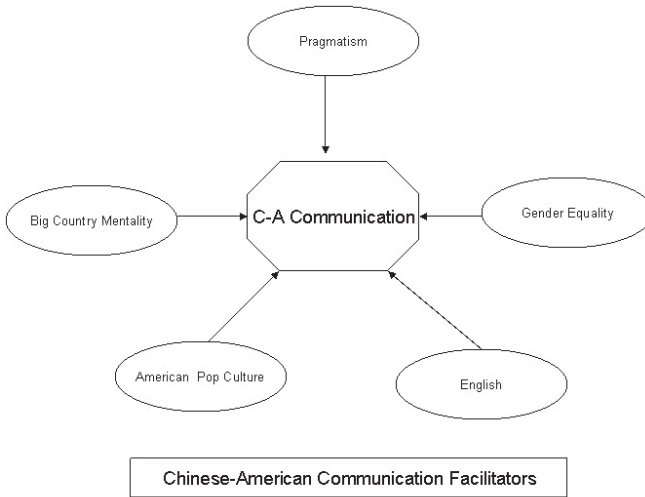 Pragmatism
Big Country Mentality
C-A Communication
Gender Equality
American Pop Culture
English
Chinese-American Communication Facilitators